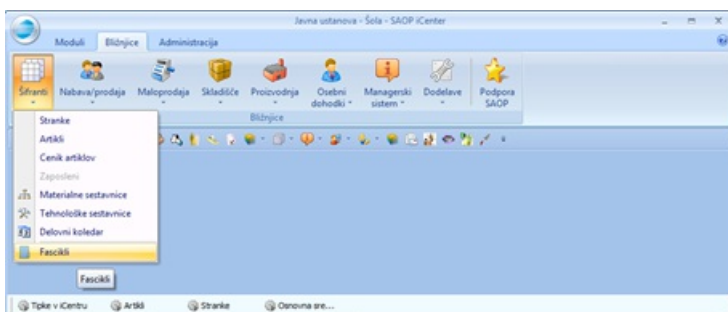 Javna ustanova - Šola - SAOP iCenter
Moduli Bližnjice Administracija
Šifranti Nabava/prodaja Maloprodaja Skladišče Proizvodnja Osebni dohodki Managerski sistem Dodelave Podpora SAOP
Bližnjice
Stranke
Artikli
Cenik artiklov
Zaposleni
Materialne sestavnice
Tehnološke sestavnice
Delovni koledar
Fascikli
Fascikli
Tipke v iCentru Artikli Stranke Osnovna sre...